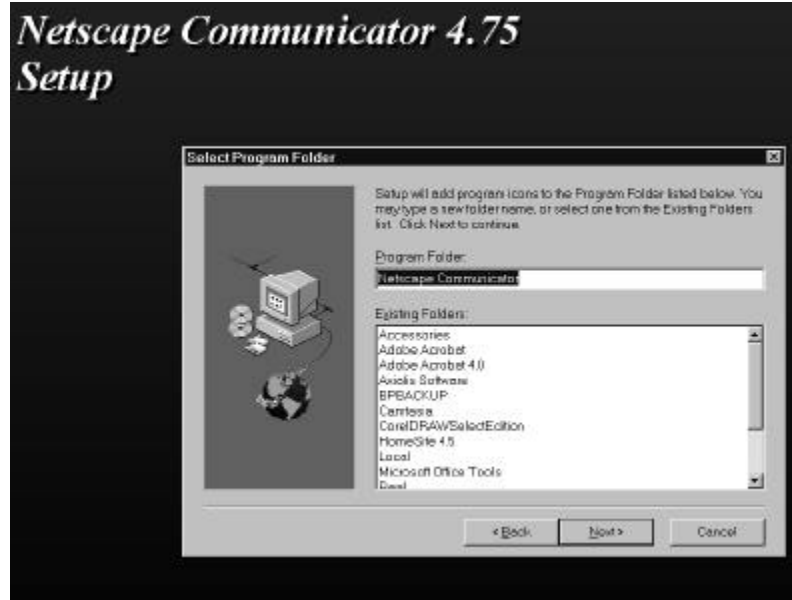 Netscape Communicator 4.75
Setup
Select Program Folder
Setup will add program icons to the Program Folder listed below. You
may type a new folder name, or select one from the Existing Folders
list. Click Next to continue.
Program Folder:
Netscape Communicator
Existing Folders:
Accessories
Adobe Acrobat
Adobe Acrobat 4.0
Axialis Software
BPBACKUP
Camtasia
CorelDRAWSelectEdition
HomeSite 4.5
Local
Microsoft Office Tools
Real
< Back
Next >
Cancel